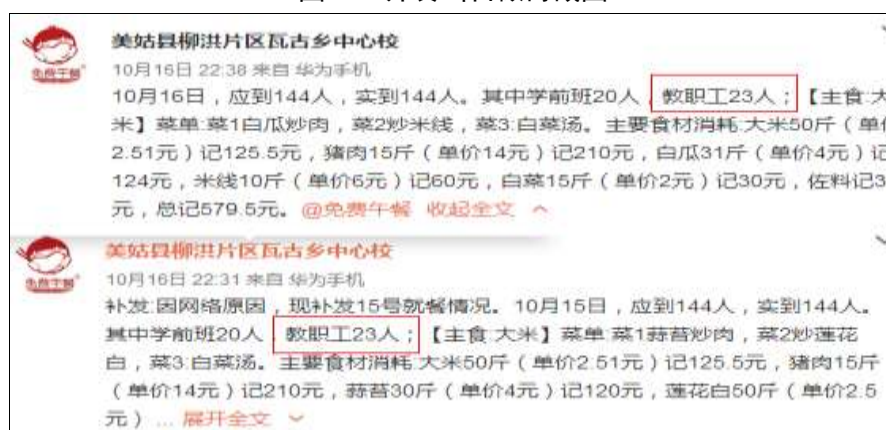 美姑县柳洪片区瓦古乡中心校
10月16日 22:38 来自 华为手机
10月16日，应到144人，实到144人。其中学前班20人，教职工23人；【主食:大
米】菜单:菜1白瓜炒肉，菜2炒米线，菜3:白菜汤。主要食材消耗:大米50斤（单价
2.51元）记125.5元，猪肉15斤（单价14元）记210元，白瓜31斤（单价4元）记
124元，米线10斤（单价6元）记60元，白菜15斤（单价2元）记30元，佐料记3
元，总记579.5元。@免费午餐 收起全文
免费午餐
美姑县柳洪片区瓦古乡中心校
10月16日 22:31 来自 华为手机
补发:因网络原因，现补发15号就餐情况。10月15日，应到144人，实到144人。
其中学前班20人，教职工23人；【主食:大米】菜单:菜1蒜苔炒肉，菜2炒莲花
白，菜3:白菜汤。主要食材消耗:大米50斤（单价2.51元）记125.5元，猪肉15斤
（单价14元）记210元，蒜苔30斤（单价4元）记120元，莲花白50斤（单价2.5
元）... 展开全文
免费午餐